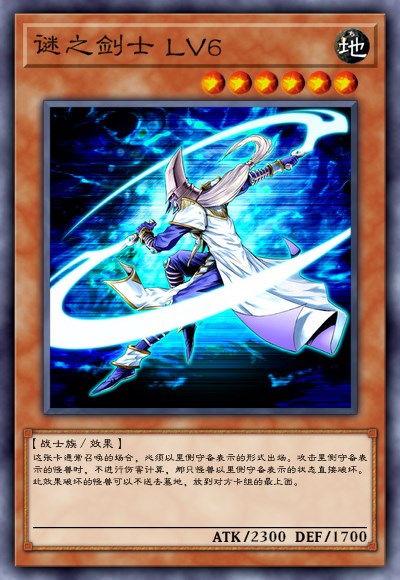 谜之剑士 LV6
地
【战士族/效果】
这张卡通常召唤的场合,必须以里侧守备表示的形式出场。攻击里侧守备表
示的怪兽时,不进行伤害计算,那只怪兽以里侧守备表示的状态直接破坏。
此效果破坏的怪兽可以不送去墓地,放到对方卡组的最上面。
ATK/2300 DEF/1700